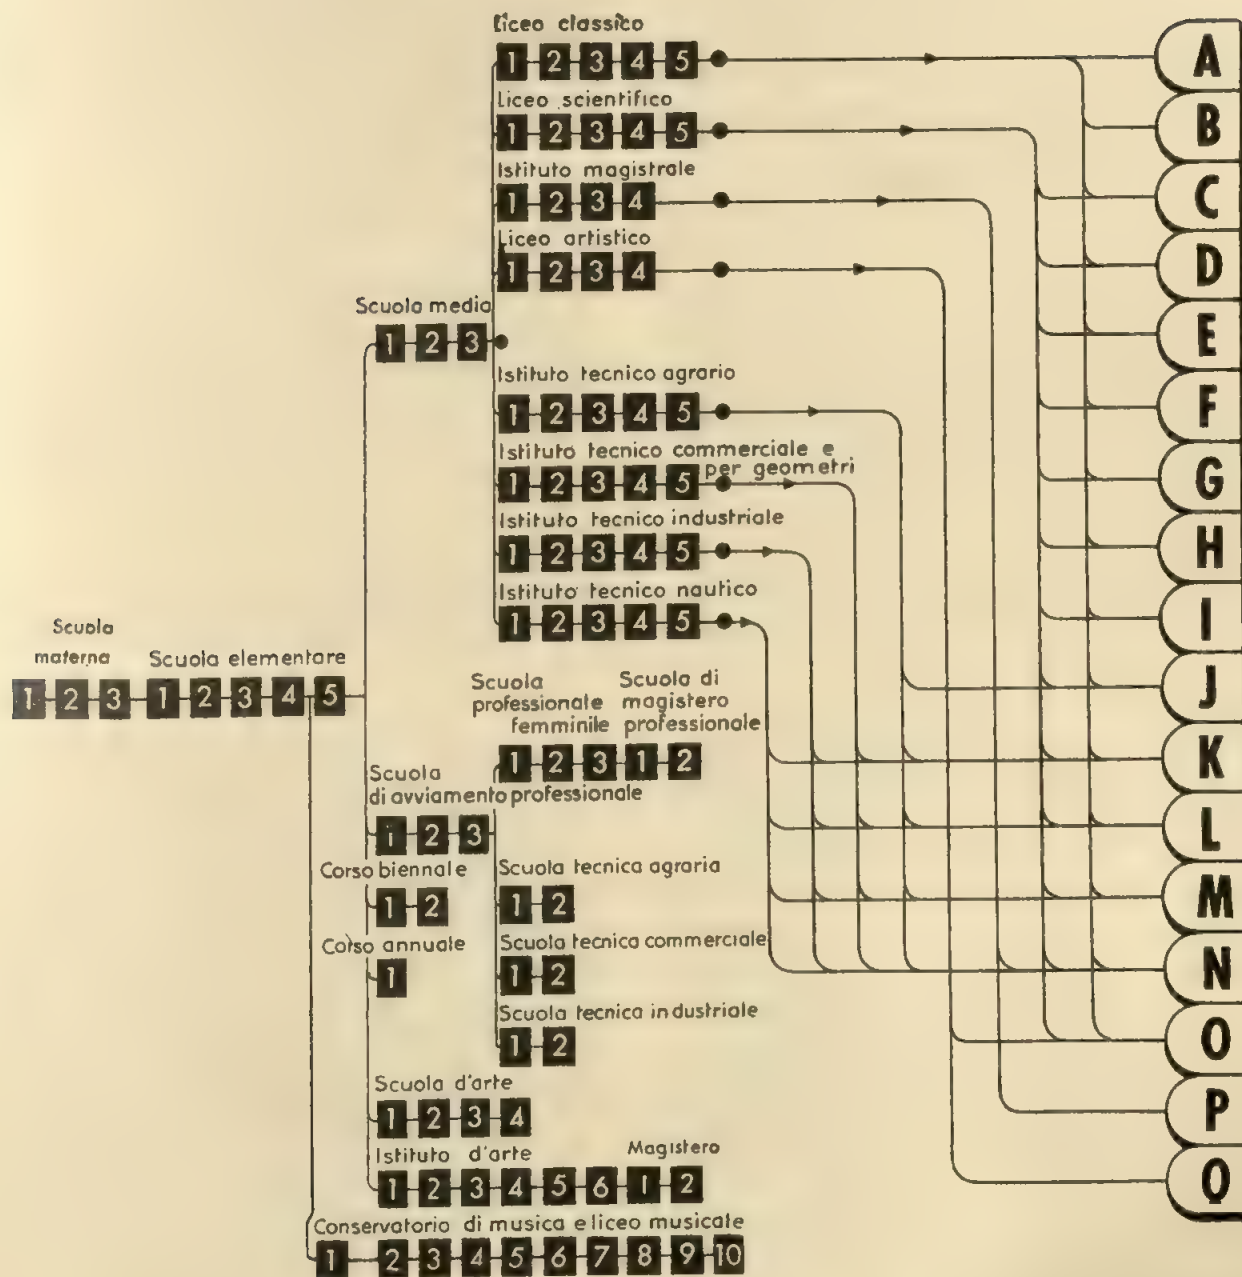 Liceo classico
1 2 3 4 5
A
Liceo scientifico
1 2 3 4 5
B
Istituto magistrale
1 2 3 4
C
Liceo artistico
1 2 3 4
D
Scuola media
1 2 3
E
Istituto tecnico agrario
1 2 3 4 5
F
Istituto tecnico commerciale e
per geometri
1 2 3 4 5
G
Istituto tecnico industriale
1 2 3 4 5
H
Istituto tecnico nautico
1 2 3 4 5
I
Scuola
materna
1 2 3
Scuola elementare
1 2 3 4 5
J
Scuola
professionale
femminile
1 2 3
Scuola di
magistero
professionale
1 2
K
Scuola
di avviamento professionale
1 2 3
L
Corso biennale
1 2
Scuola tecnica agraria
1 2
M
Corso annuale
1
Scuola tecnica commerciale
1 2
N
Scuola tecnica industriale
1 2
O
Scuola d'arte
1 2 3 4
P
Istituto d'arte
1 2 3 4 5 6
Magistero
1 2
Q
Conservatorio di musica e liceo musicale
1 2 3 4 5 6 7 8 9 10